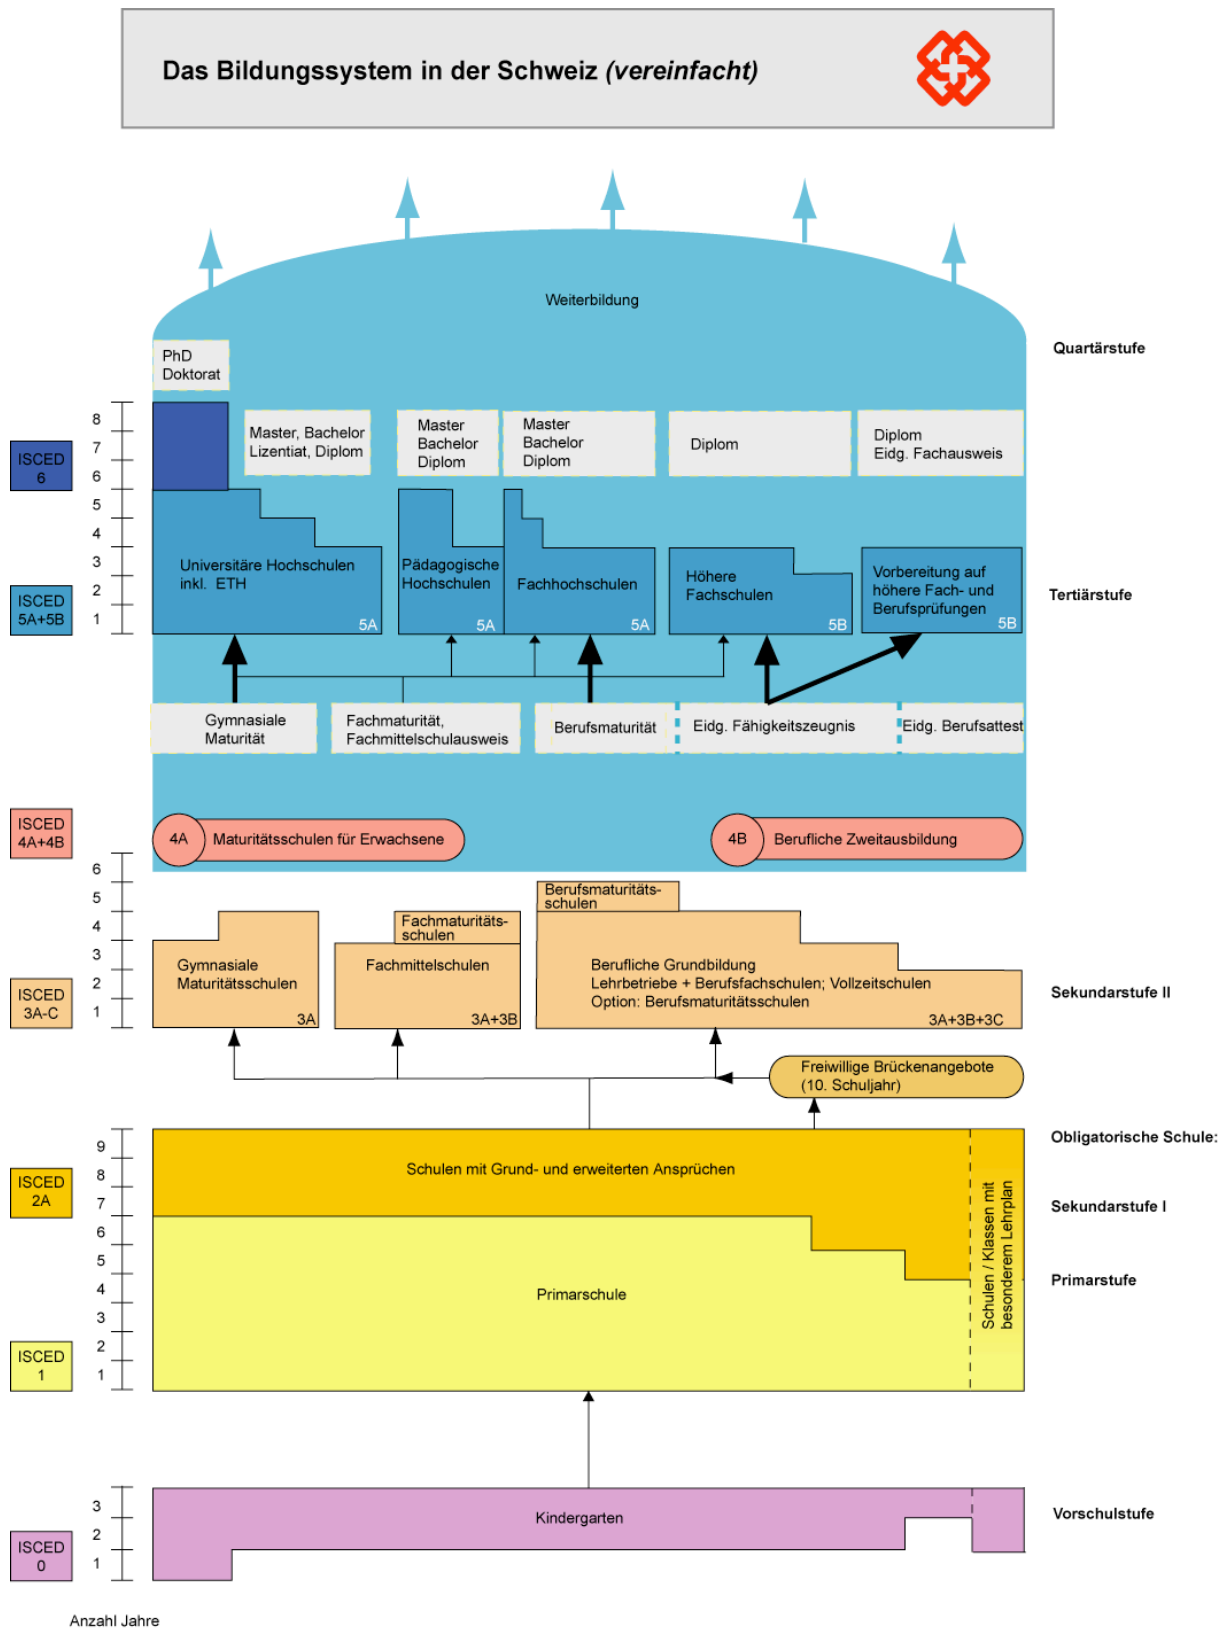 Das Bildungssystem in der Schweiz (vereinfacht)
Weiterbildung
Quartärstufe
PhD
Doktorat
Master, Bachelor
Lizentiat, Diplom
Master
Bachelor
Diplom
Master
Bachelor
Diplom
Diplom
Diplom
Eidg. Fachausweis
8
7
6
5
4
3
2
1
ISCED
6
ISCED
5A+5B
Universitäre Hochschulen
inkl. ETH
5A
Pädagogische
Hochschulen
5A
Fachhochschulen
5A
Höhere
Fachschulen
5B
Vorbereitung auf
höhere Fach- und
Berufsprüfungen
5B
Tertiärstufe
Gymnasiale
Maturität
Fachmaturität,
Fachmittelschulausweis
Berufsmaturität
Eidg. Fähigkeitszeugnis
Eidg. Berufsattest
ISCED
4A+4B
4A
Maturitätsschulen für Erwachsene
4B
Berufliche Zweitausbildung
6
5
4
3
2
1
ISCED
3A-C
Gymnasiale
Maturitätsschulen
3A
Fachmaturitäts-
schulen
Fachmittelschulen
3A+3B
Berufsmaturitäts-
schulen
Berufliche Grundbildung
Lehrbetriebe + Berufsfachschulen; Vollzeitschulen
Option: Berufsmaturitätsschulen
3A+3B+3C
Sekundarstufe II
Freiwillige Brückenangebote
(10. Schuljahr)
Obligatorische Schule:
9
8
7
6
5
4
3
2
1
ISCED
2A
Schulen mit Grund- und erweiterten Ansprüchen
Sekundarstufe I
Schulen / Klassen mit
besonderem Lehrplan
Primarstufe
Primarschule
ISCED
1
3
2
1
ISCED
0
Kindergarten
Vorschulstufe
Anzahl Jahre